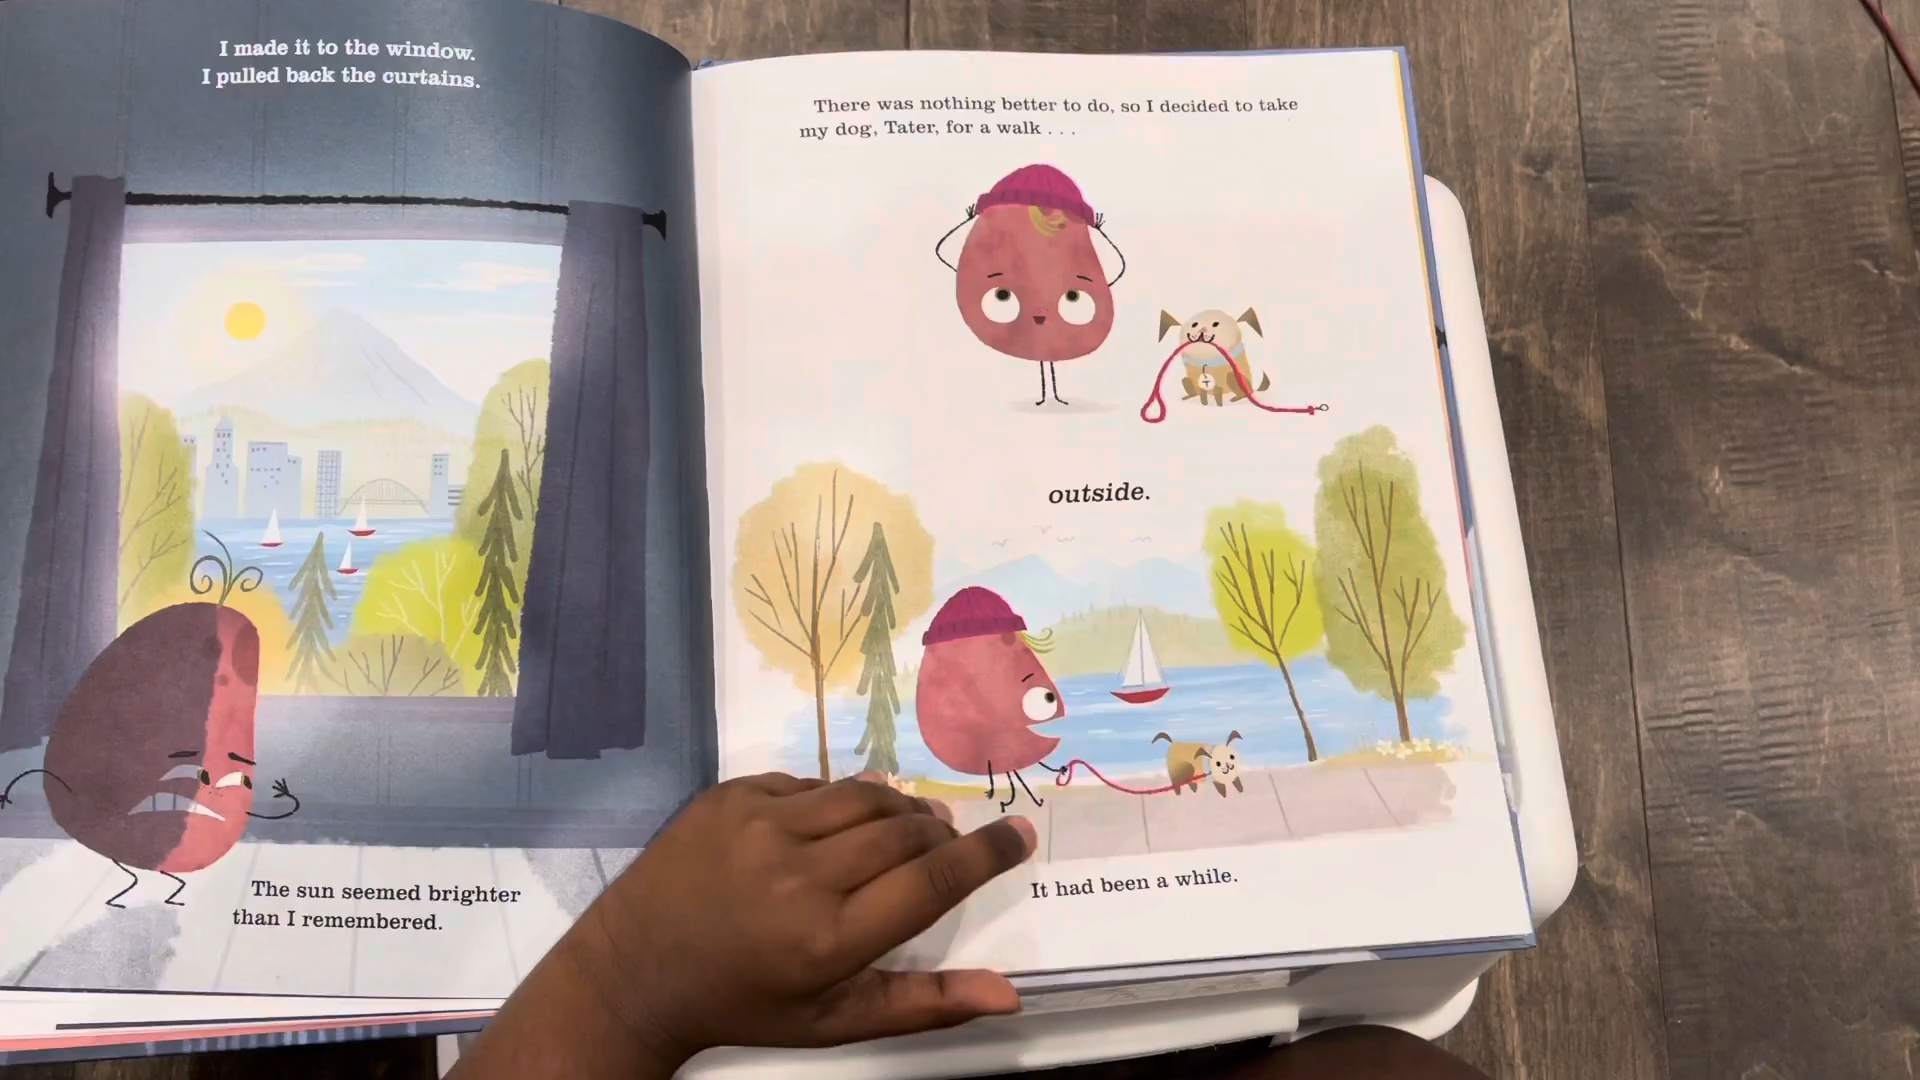 I made it to the window.
I pulled back the curtains.
The sun seemed brighter
than I remembered.
There was nothing better to do, so I decided to take
my dog, Tater, for a walk . . .
T
outside.
It had been a while.